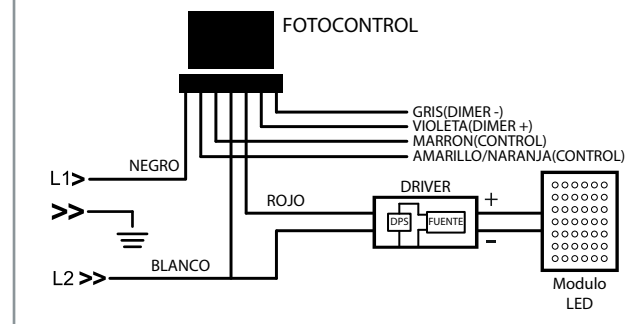 FOTOCONTROL
GRIS(DIMER -)
VIOLETA(DIMER +)
MARRON(CONTROL)
AMARILLO/NARANJA(CONTROL)
L1> NEGRO
>>
ROJO
DRIVER
DPS FUENTE
+
-
L2 >> BLANCO
Modulo
LED